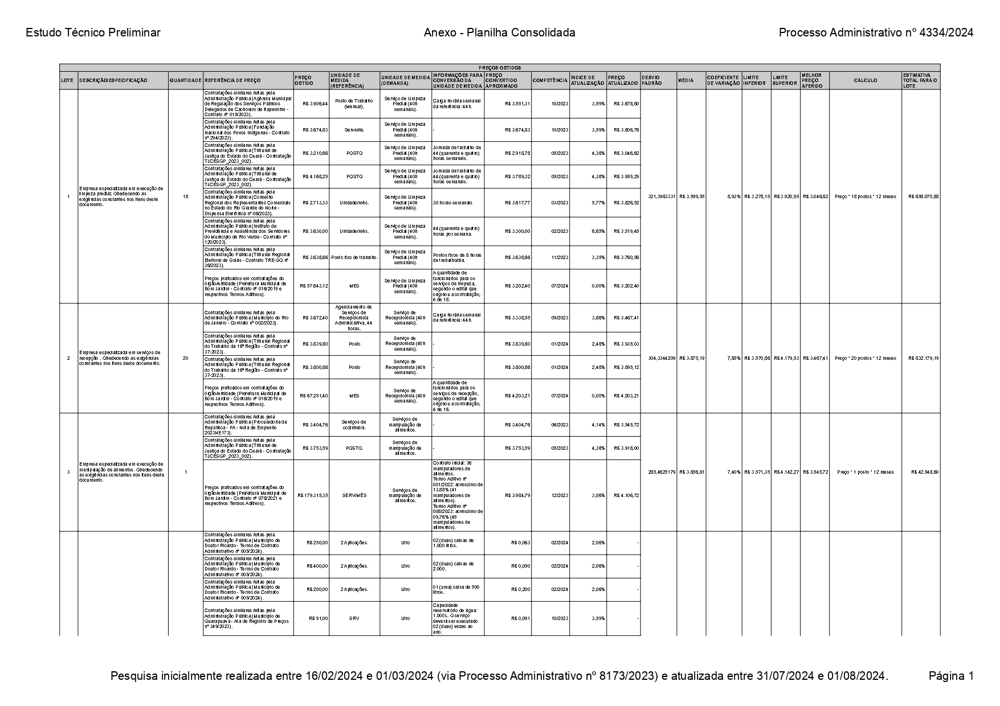 Estudo Técnico Preliminar
Anexo - Planilha Consolidada
Processo Administrativo nº 4334/2024
PREÇOS OBTIDOS
LOTE
DESCRIÇÃO/ESPECIFICAÇÃO
QUANTIDADE
REFERÊNCIA DE PREÇO
PREÇO
OBTIDO
UNIDADE DE
MEDIDA
(REFERÊNCIA)
UNIDADE DE MEDIDA
(DEMANDA)
INFORMAÇÕES PARA
CONVERSÃO DA
UNIDADE DE MEDIDA
PREÇO
CONVERTIDO
APROXIMADO
COMPETÊNCIA
ÍNDICE DE
ATUALIZAÇÃO
PREÇO
ATUALIZADO
DESVIO
PADRÃO
MÉDIA
COEFICIENTE
DE VARIAÇÃO
LIMITE
INFERIOR
LIMITE
SUPERIOR
MELHOR
PREÇO
AFERIDO
CÁLCULO
ESTIMATIVA
TOTAL PARA O
LOTE
1
Empresa especializada em execução de
limpeza predial; Obedecendo as
exigências constantes nos itens deste
documento.
18
Contratações similares feitas pela
Administração Pública (Agência Municipal
de Regulação dos Serviços Públicos
Delegados de Cachoeiro de Itapemirim -
Contrato nº 015/2023).
R$ 3.906,44
Posto de Trabalho
(Mensal).
Serviço de Limpeza
Predial (40h
semanais).
Carga horária semanal
da referência: 44h.
R$ 3.551,31
10/2023
3,59%
R$ 3.678,80
Contratações similares feitas pela
Administração Pública (Fundação
Nacional dos Povos Indígenas - Contrato
nº 294/2023).
R$ 3.674,83
Servente.
Serviço de Limpeza
Predial (40h
semanais).
-
R$ 3.674,83
10/2023
3,59%
R$ 3.806,76
Contratações similares feitas pela
Administração Pública (Tribunal de
Justiça do Estado do Ceará - Contratação
TJCESGP_2023_002).
R$ 3.210,66
POSTO
Serviço de Limpeza
Predial (40h
semanais).
Jornada de trabalho de
44 (quarenta e quatro)
horas semanais.
R$ 2.918,78
05/2023
4,38%
R$ 3.046,62
Contratações similares feitas pela
Administração Pública (Tribunal de
Justiça do Estado do Ceará - Contratação
TJCESGP_2023_002).
R$ 4.168,25
POSTO
Serviço de Limpeza
Predial (40h
semanais).
Jornada de trabalho de
44 (quarenta e quatro)
horas semanais.
R$ 3.789,32
05/2023
4,38%
R$ 3.955,29
Contratações similares feitas pela
Administração Pública (Conselho
Regional dos Representantes Comerciais
no Estado do Rio Grande do Norte -
Dispensa Eletrônica nº 06/2023).
R$ 2.713,33
Unidade/mês.
Serviço de Limpeza
Predial (40h
semanais).
30 horas semanais
R$ 3.617,77
03/2023
5,77%
R$ 3.826,52
Contratações similares feitas pela
Administração Pública (Instituto de
Previdência e Assistência dos Servidores
do Município de Rio Verde - Contrato nº
120/2023).
R$ 3.630,00
Unidade/mês.
Serviço de Limpeza
Predial (40h
semanais).
44 (quarenta e quatro)
horas por semana.
R$ 3.300,00
02/2023
6,65%
R$ 3.519,45
Contratações similares feitas pela
Administração Pública (Tribunal Regional
Eleitoral de Goiás - Contrato TRE-GO nº
36/2023).
R$ 3.638,66
Posto fixo de trabalho.
Serviço de Limpeza
Predial (40h
semanais).
Postos fixos de 8 horas
de trabalho/dia.
R$ 3.638,66
11/2023
3,35%
R$ 3.760,56
Preços praticados em contratações do
órgão/entidade (Prefeitura Municipal de
Bom Jardim - Contrato nº 016/2019 e
respectivos Termos Aditivos).
R$ 57.643,12
MES
Serviço de Limpeza
Predial (40h
semanais).
A quantidade de
funcionários para os
serviços de limpeza,
segundo o edital que
originou a contratação,
é de 18.
R$ 3.202,40
07/2024
0,00%
R$ 3.202,40
321,3983331
R$ 3.599,55
8,93%
R$ 3.278,15
R$ 3.920,95
R$ 3.046,62
Preço * 18 postos * 12 meses
R$ 658.070,88
2
Empresa especializada em serviços de
recepção . Obedecendo as exigências
constantes nos itens deste documento.
20
Contratações similares feitas pela
Administração Pública (Município do Rio
de Janeiro - Contrato nº 002/2023).
R$ 3.672,40
Agenciamento de
Serviços de
Recepcionista
Administrativa, 44
horas.
Serviço de
Recepcionista (40h
semanais).
Carga horária semanal
da referência: 44h.
R$ 3.338,55
09/2023
3,86%
R$ 3.467,41
Contratações similares feitas pela
Administração Pública (Tribunal Regional
do Trabalho da 16ª Região - Contrato nº
37-2023).
R$ 3.839,80
Posto
Serviço de
Recepcionista (40h
semanais).
-
R$ 3.839,80
01/2024
2,48%
R$ 3.935,03
Contratações similares feitas pela
Administração Pública (Tribunal Regional
do Trabalho da 16ª Região - Contrato nº
37-2023).
R$ 3.800,86
Posto
Serviço de
Recepcionista (40h
semanais).
-
R$ 3.800,86
01/2024
2,48%
R$ 3.895,12
Preços praticados em contratações do
órgão/entidade (Prefeitura Municipal de
Bom Jardim - Contrato nº 016/2019 e
respectivos Termos Aditivos).
R$ 67.251,40
MES
Serviço de
Recepcionista (40h
semanais).
A quantidade de
funcionários para os
serviços de recepção,
segundo o edital que
originou a contratação,
é de 16.
R$ 4.203,21
07/2024
0,00%
R$ 4.203,21
304,3344209
R$ 3.875,19
7,85%
R$ 3.570,86
R$ 4.179,53
R$ 3.467,41
Preço * 20 postos * 12 meses
R$ 832.179,19
3
Empresa especializada em execução de
manipulação de alimentos. Obedecendo
as exigências constantes nos itens deste
documento.
1
Contratações similares feitas pela
Administração Pública (Procuradoria da
República - PA - Nota de Empenho
2023NE173).
R$ 3.404,76
Serviços de
cozinheira.
Serviços de
manipulação de
alimentos.
-
R$ 3.404,76
06/2023
4,14%
R$ 3.545,72
Contratações similares feitas pela
Administração Pública (Tribunal de
Justiça do Estado do Ceará - Contratação
TJCESGP_2023_002).
R$ 3.753,59
POSTO.
Serviços de
manipulação de
alimentos.
-
R$ 3.753,59
05/2023
4,38%
R$ 3.918,00
Preços praticados em contratações do
órgão/entidade (Prefeitura Municipal de
Bom Jardim - Contrato nº 078/2021 e
respectivos Termos Aditivos).
R$ 179.315,35
SERV/MÊS
Serviços de
manipulação de
alimentos.
Contrato inicial: 36
manipuladores de
alimentos.
Termo Aditivo nº
001/2022: acréscimo de
13,88% (41
manipuladores de
alimentos).
Termo Aditivo nº
008/2023: acréscimo de
09,76% (45
manipuladores de
alimentos).
R$ 3.984,79
12/2023
3,06%
R$ 4.106,72
285,4625179
R$ 3.856,81
7,40%
R$ 3.571,35
R$ 4.142,27
R$ 3.545,72
Preço * 1 posto * 12 meses
R$ 42.548,60
Contratações similares feitas pela
Administração Pública (Município de
Doutor Ricardo - Termo de Contrato
Administrativo nº 005/2024).
R$ 250,00
2 Aplicações.
Litro
02 (duas) caixas de
1.000 litros.
R$ 0,063
02/2024
2,06%
-
Contratações similares feitas pela
Administração Pública (Município de
Doutor Ricardo - Termo de Contrato
Administrativo nº 005/2024).
R$ 400,00
2 Aplicações.
Litro
02 (duas) caixas de
2.000.
R$ 0,050
02/2024
2,06%
-
Contratações similares feitas pela
Administração Pública (Município de
Doutor Ricardo - Termo de Contrato
Administrativo nº 005/2024).
R$ 200,00
2 Aplicações.
Litro
01 (uma) caixa de 500
litros.
R$ 0,200
02/2024
2,06%
-
Contratações similares feitas pela
Administração Pública (Município de
Guarapuava - Ata de Registro de Preços
nº 349/2023).
R$ 91,00
SRV
Litro
Capacidade
reservatório de água:
1.000L. O serviço
deverá ser executado
02 (duas) vezes ao
ano.
R$ 0,091
10/2023
3,59%
-
Pesquisa inicialmente realizada entre 16/02/2024 e 01/03/2024 (via Processo Administrativo nº 8173/2023) e atualizada entre 31/07/2024 e 01/08/2024.
Página 1